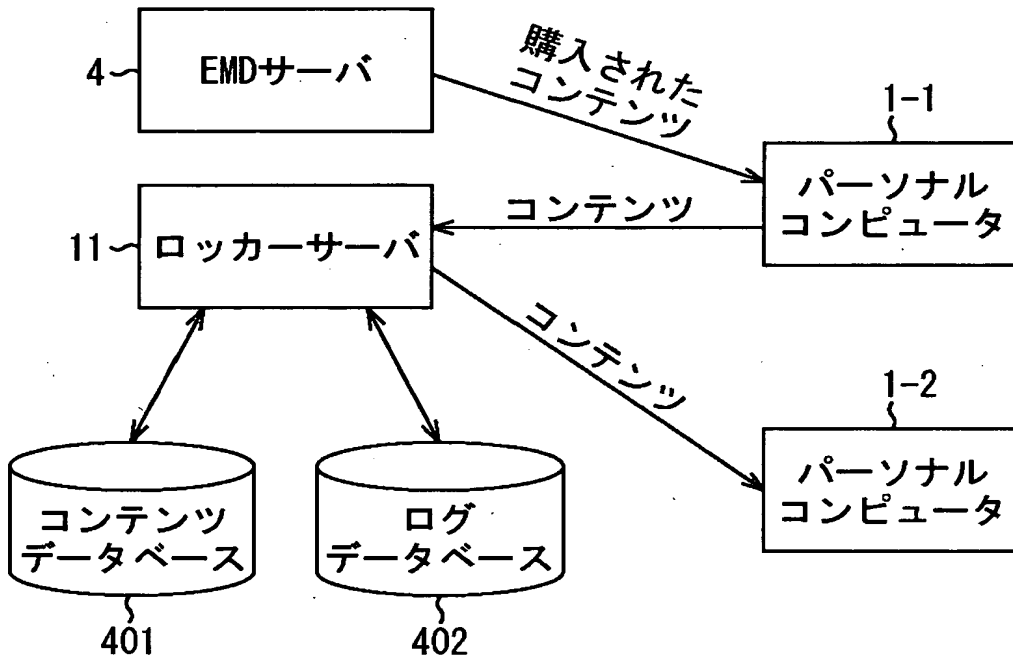 4
EMDサーバ
購入された
コンテンツ
1-1
パーソナル
コンピュータ
コンテンツ
11
ロッカーサーバ
コンテンツ
1-2
パーソナル
コンピュータ
コンテンツ
データベース
401
ログ
データベース
402